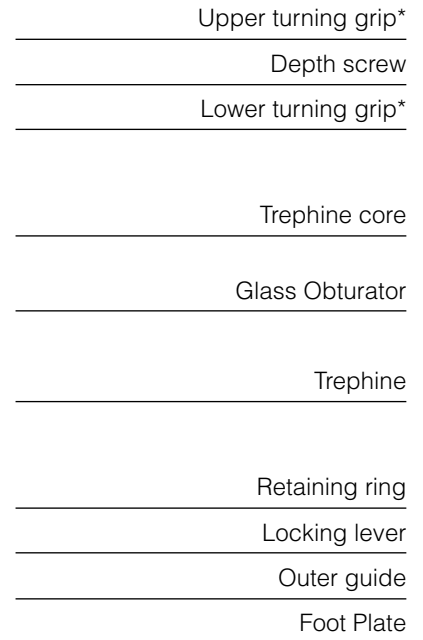 Upper turning grip*
Depth screw
Lower turning grip*
Trephine core
Glass Obturator
Trephine
Retaining ring
Locking lever
Outer guide
Foot Plate